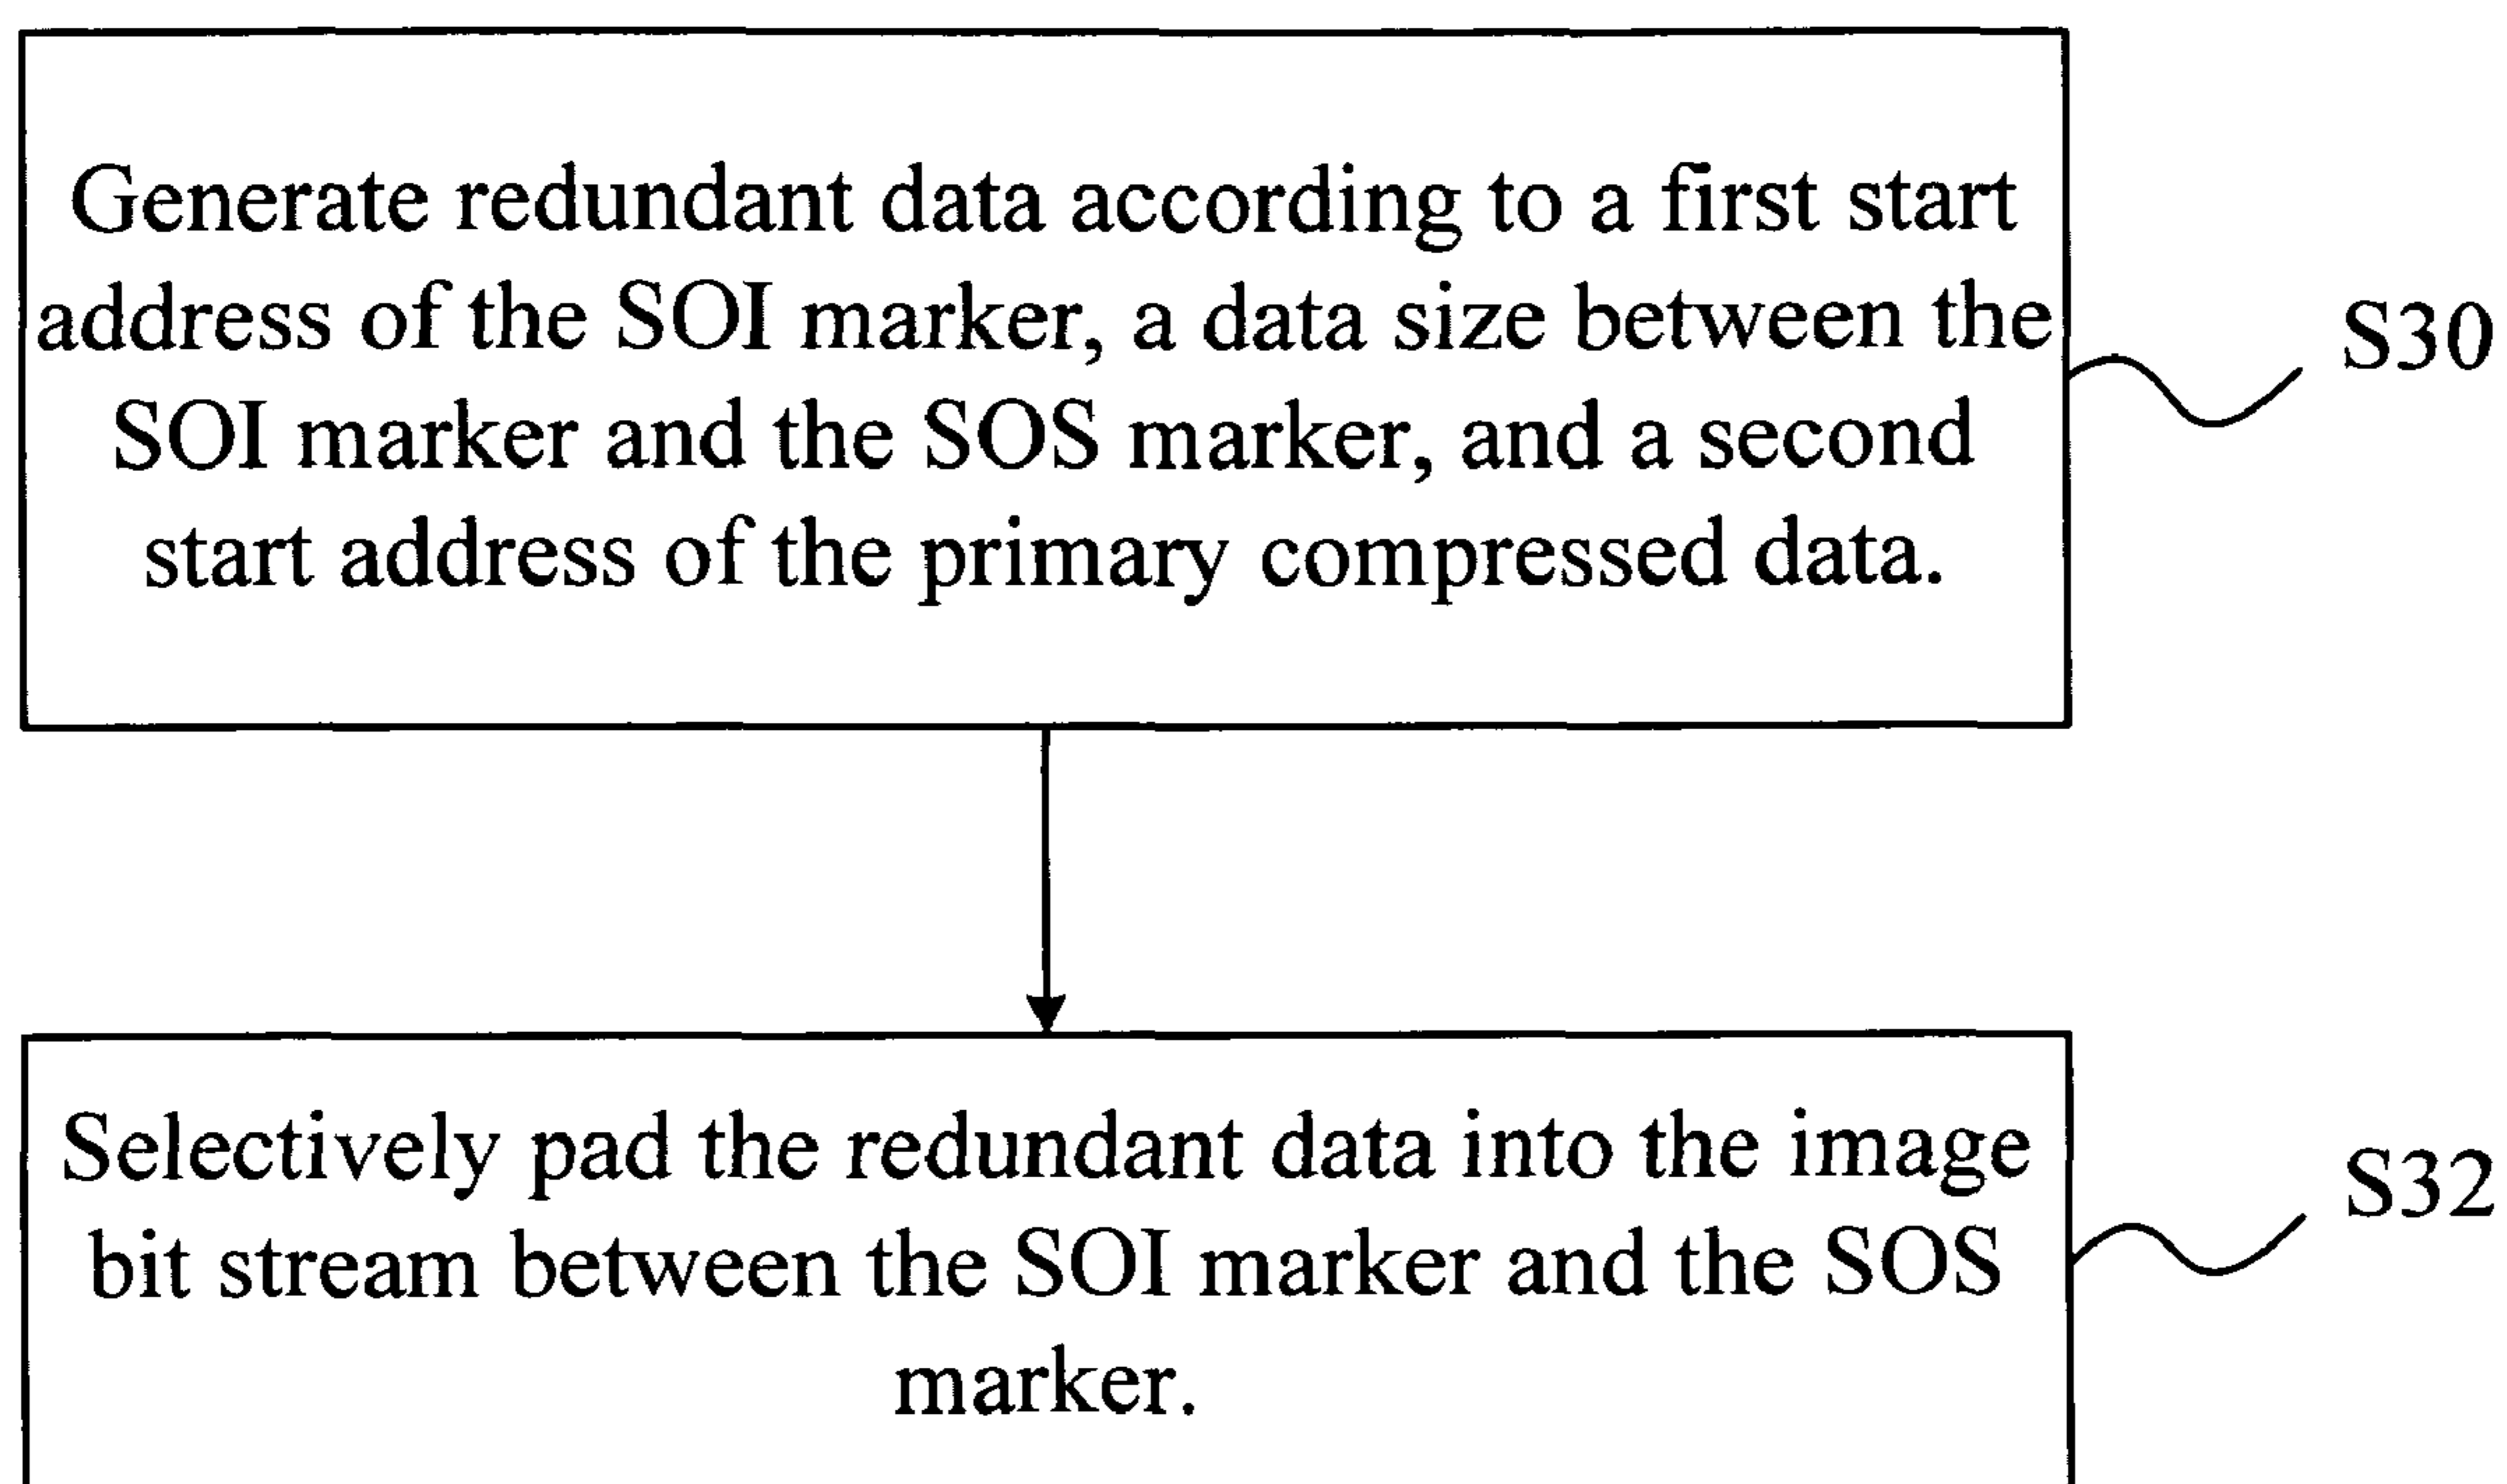 Generate redundant data according to a first start
address of the SOI marker, a data size between the
SOI marker and the SOS marker, and a second
start address of the primary compressed data.
S30
Selectively pad the redundant data into the image
bit stream between the SOI marker and the SOS
marker.
S32